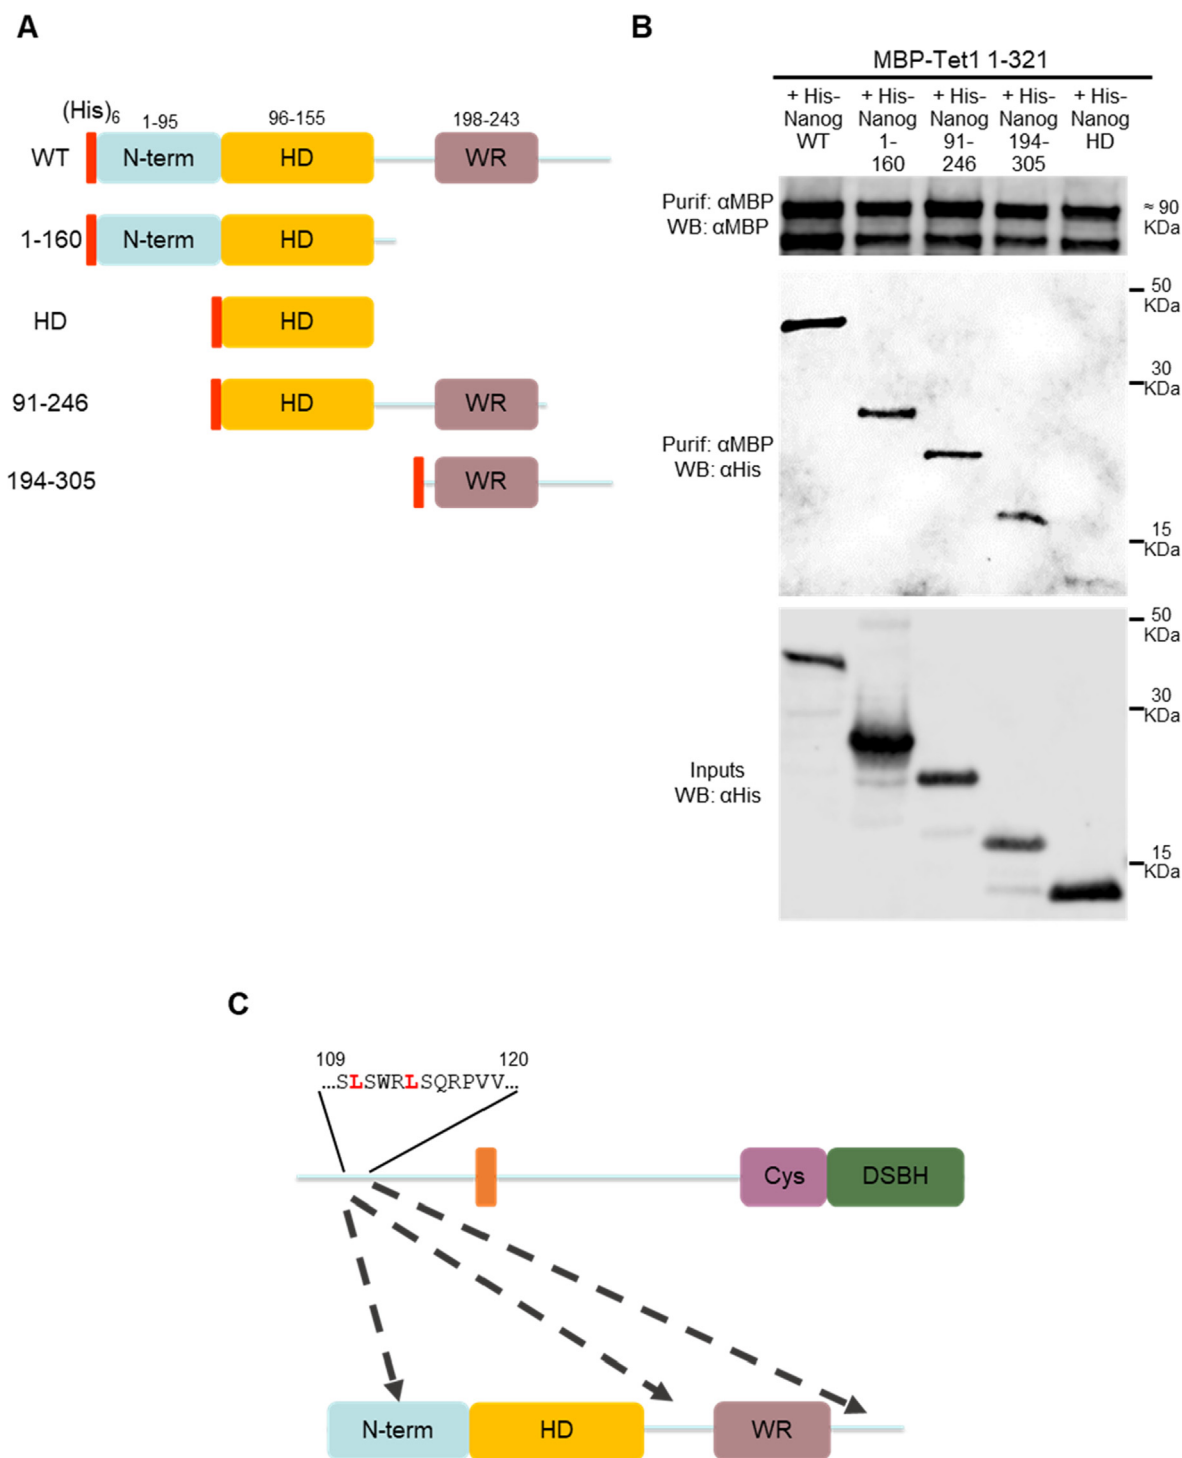 A
(His)6
1-95
96-155
198-243
WT
N-term
HD
WR
1-160
N-term
HD
HD
HD
91-246
HD
WR
194-305
WR
B
MBP-Tet1 1-321
+ His-
Nanog
WT
+ His-
Nanog
1-
160
+ His-
Nanog
91-
246
+ His-
Nanog
194-
305
+ His-
Nanog
HD
Purif: αMBP
WB: αMBP
≈ 90
KDa
50
KDa
30
KDa
Purif: αMBP
WB: αHis
15
KDa
50
KDa
30
KDa
Inputs
WB: αHis
15
KDa
C
109
120
...SLSWRLSQRPVV...
Cys
DSBH
N-term
HD
WR